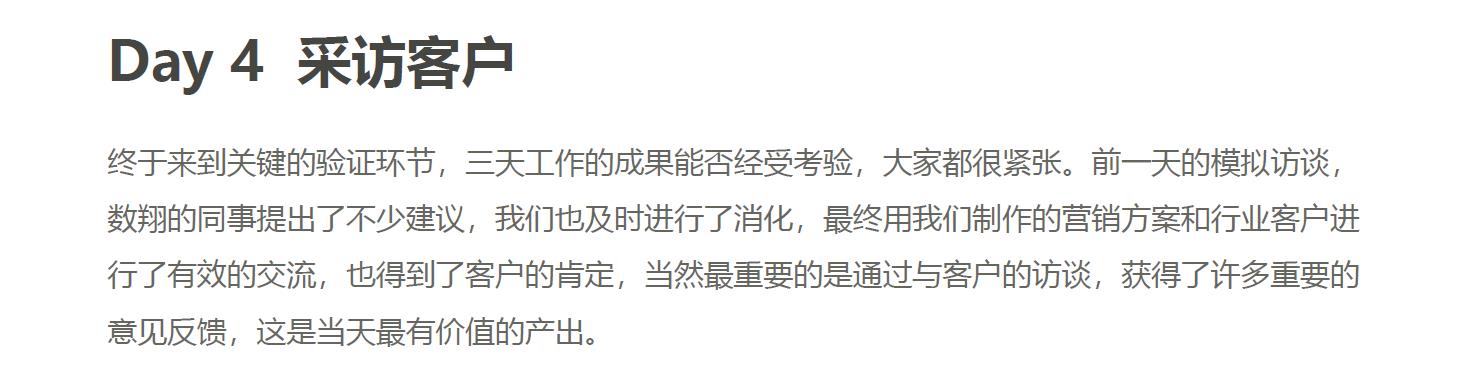 Day 4 采访客户
终于来到关键的验证环节，三天工作的成果能否经受考验，大家都很紧张。前一天的模拟访谈，
数翔的同事提出了不少建议，我们也及时进行了消化，最终用我们制作的营销方案和行业客户进
行了有效的交流，也得到了客户的肯定，当然最重要的是通过与客户的访谈，获得了许多重要的
意见反馈，这是当天最有价值的产出。